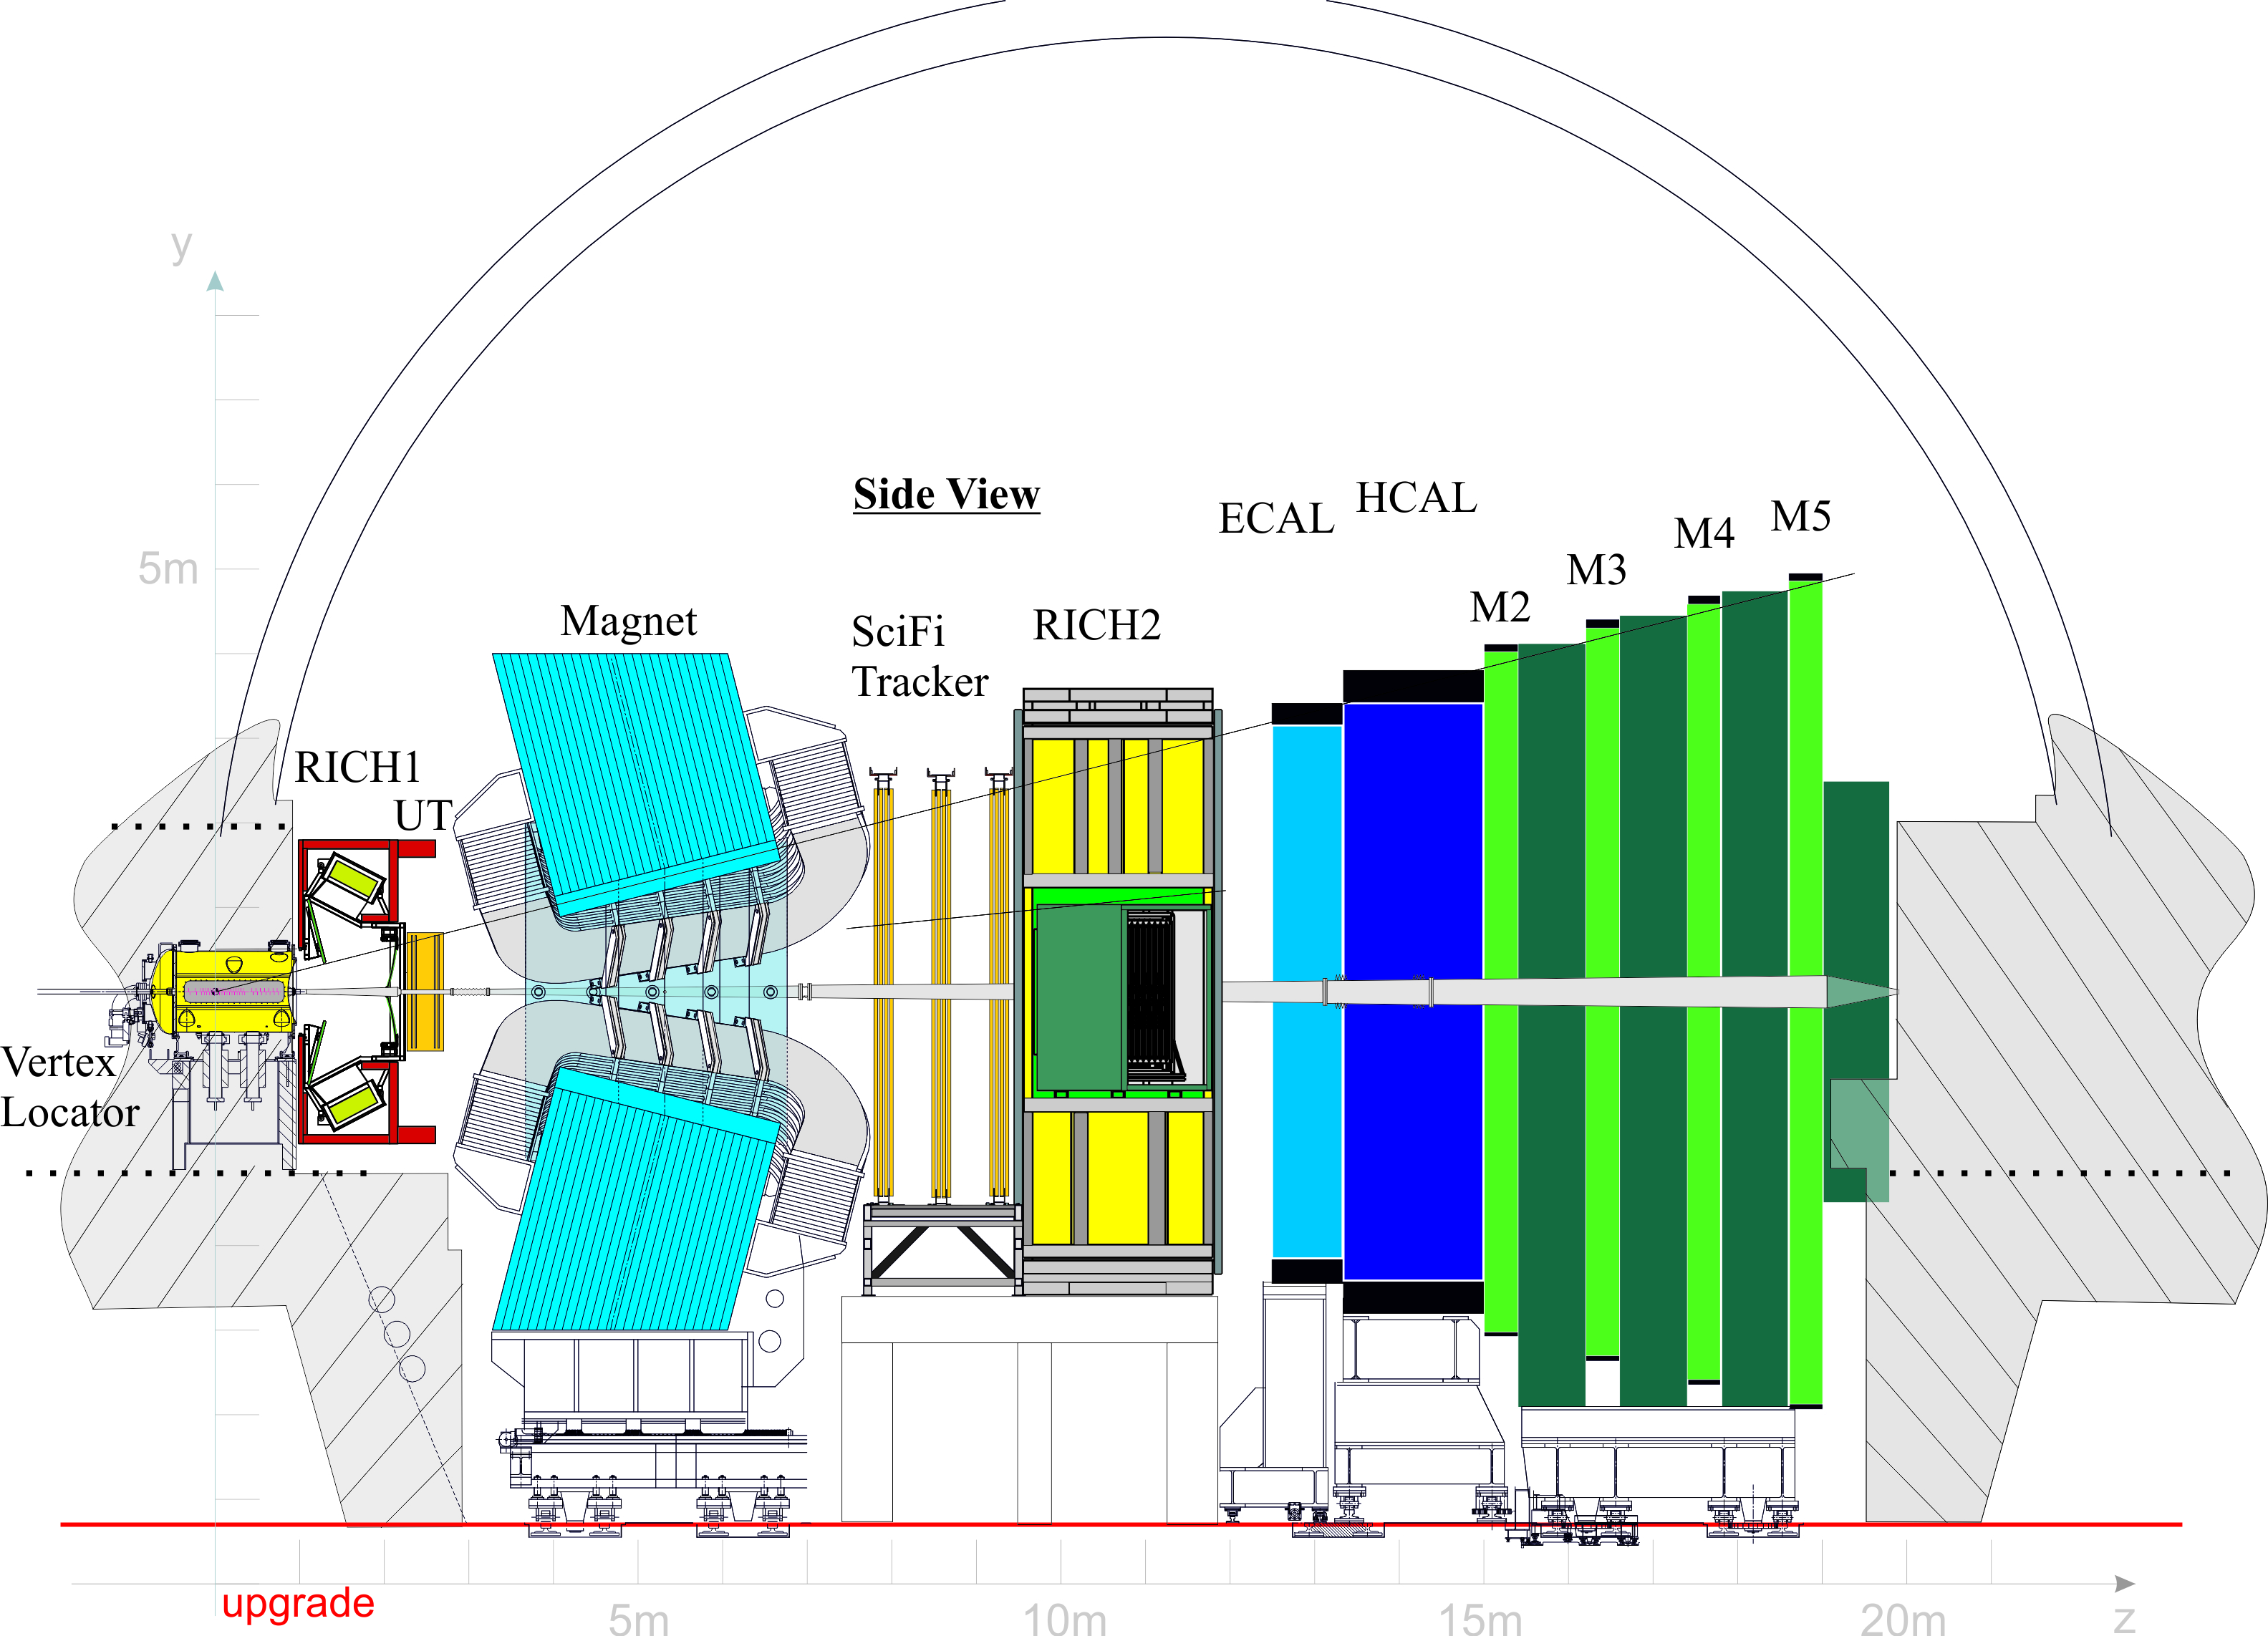 y
Side View
ECAL
HCAL
M5
M4
M3
5m
M2
Magnet
SciFi
Tracker
RICH2
RICH1
UT
Vertex
Locator
upgrade
5m
10m
15m
20m
z